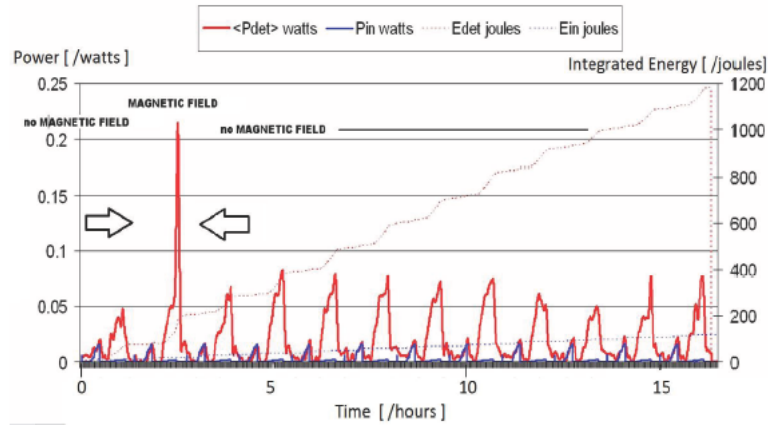 <Pdet> watts Pin watts Edet joules Ein joules
Power [ /watts] Integrated Energy [ /joules]
0.25 1200
MAGNETIC FIELD
no MAGNETIC FIELD no MAGNETIC FIELD
0.2 1000
800
0.15
600
0.1
400
0.05
200
0 0
0 5 10 15
Time [ /hours]